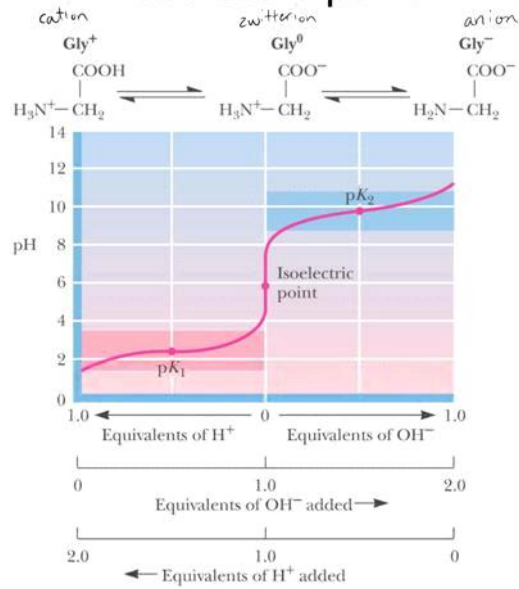 cation zwitterion anion
Gly⁺ Gly⁰ Gly⁻
COOH COO⁻ COO⁻
H₃N⁺—CH₂ H₃N⁺—CH₂ H₂N—CH₂
14
12
pK₂
10
pH 8
Isoelectric
6 point
4
2
pK₁
0
1.0 0 1.0
Equivalents of H⁺ Equivalents of OH⁻
0 1.0 2.0
Equivalents of OH⁻ added
2.0 1.0 0
Equivalents of H⁺ added